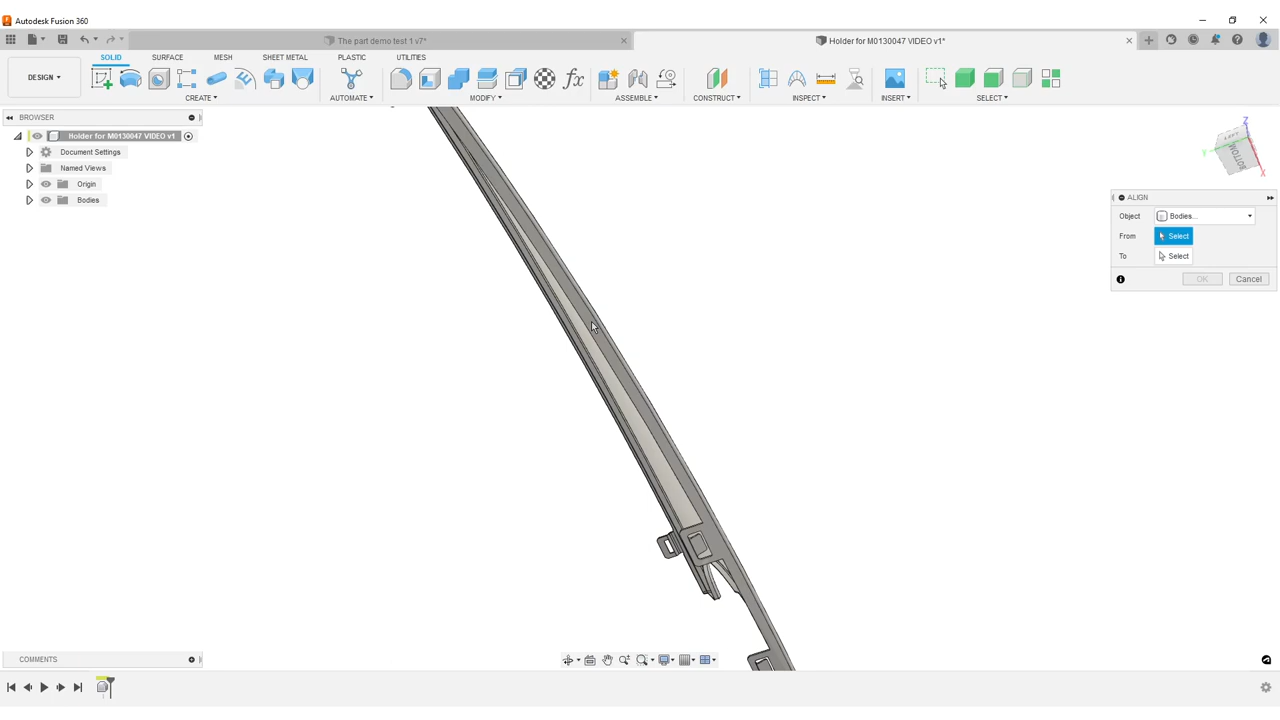 Autodesk Fusion 360
The part demo test 1 v7*
Holder for M0130047 VIDEO v1*
DESIGN
SOLID SURFACE MESH SHEET METAL PLASTIC UTILITIES
CREATE AUTOMATE MODIFY ASSEMBLE CONSTRUCT INSPECT INSERT SELECT
BROWSER
Holder for M0130047 VIDEO v1
Document Settings
Named Views
Origin
Bodies
Z
LEFT
BOTTOM
Y
X
ALIGN
Object Bodies...
From Select
To Select
OK Cancel
COMMENTS